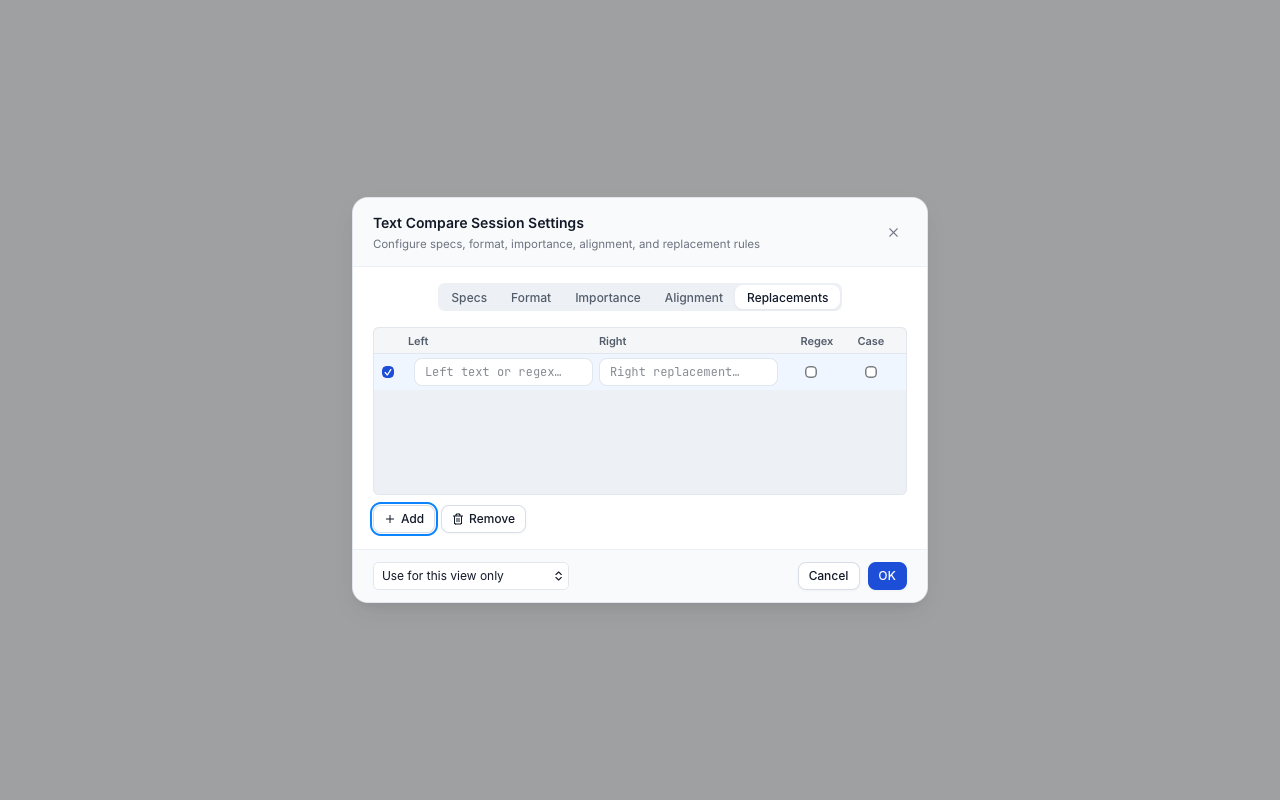 Text Compare Session Settings
Configure specs, format, importance, alignment, and replacement rules
Specs Format Importance Alignment Replacements
Left Right Regex Case
Left text or regex… Right replacement…
Add Remove
Use for this view only Cancel OK